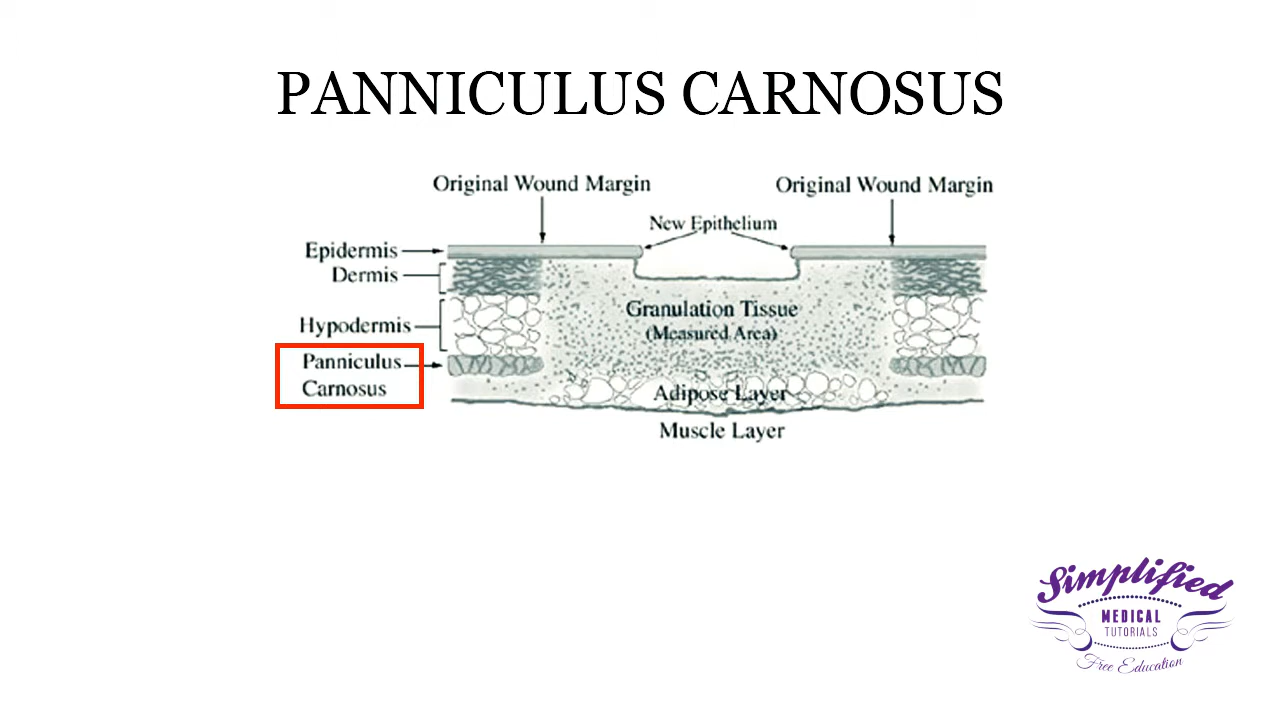 PANNICULUS CARNOSUS
Original Wound Margin
Original Wound Margin
New Epithelium
Epidermis
Dermis
Granulation Tissue
(Measured Area)
Hypodermis
Panniculus
Carnosus
Adipose Layer
Muscle Layer
Simplified
MEDICAL
TUTORIALS
Free Education